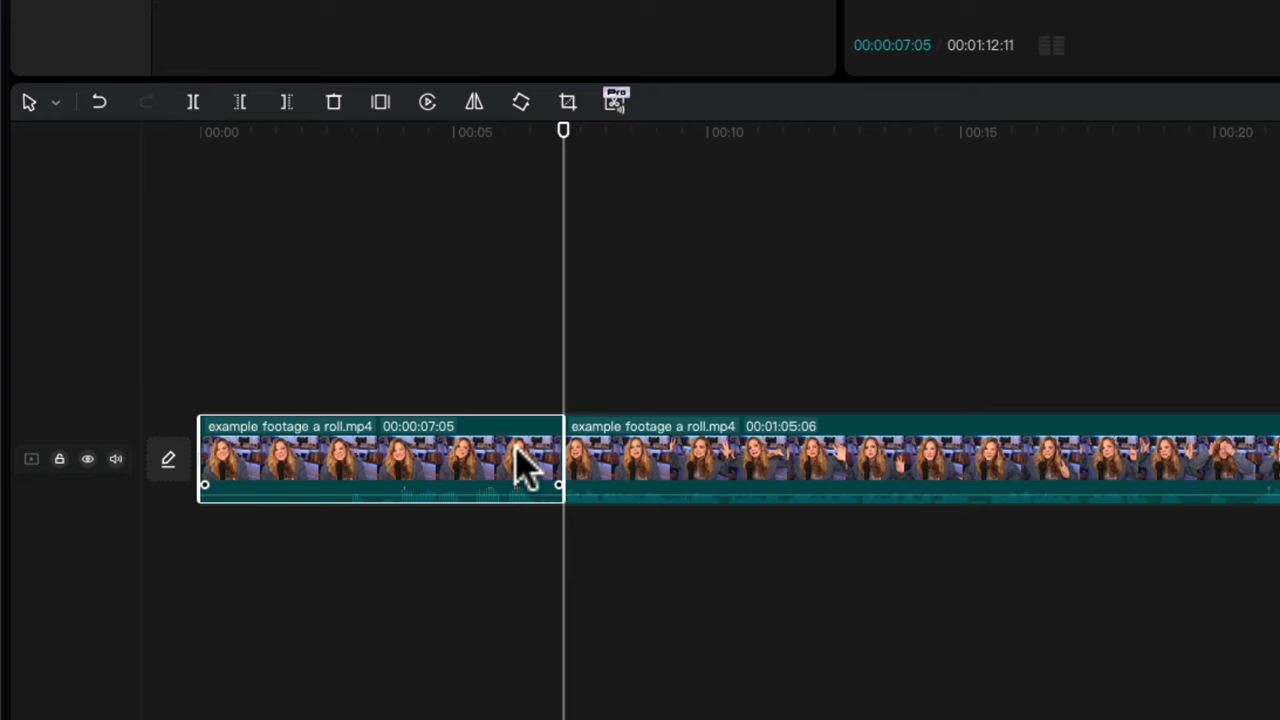 00:00:07:05 / 00:01:12:11
Pro
00:00 00:05 00:10 00:15 00:20
example footage a roll.mp4 00:00:07:05 example footage a roll.mp4 00:01:05:06